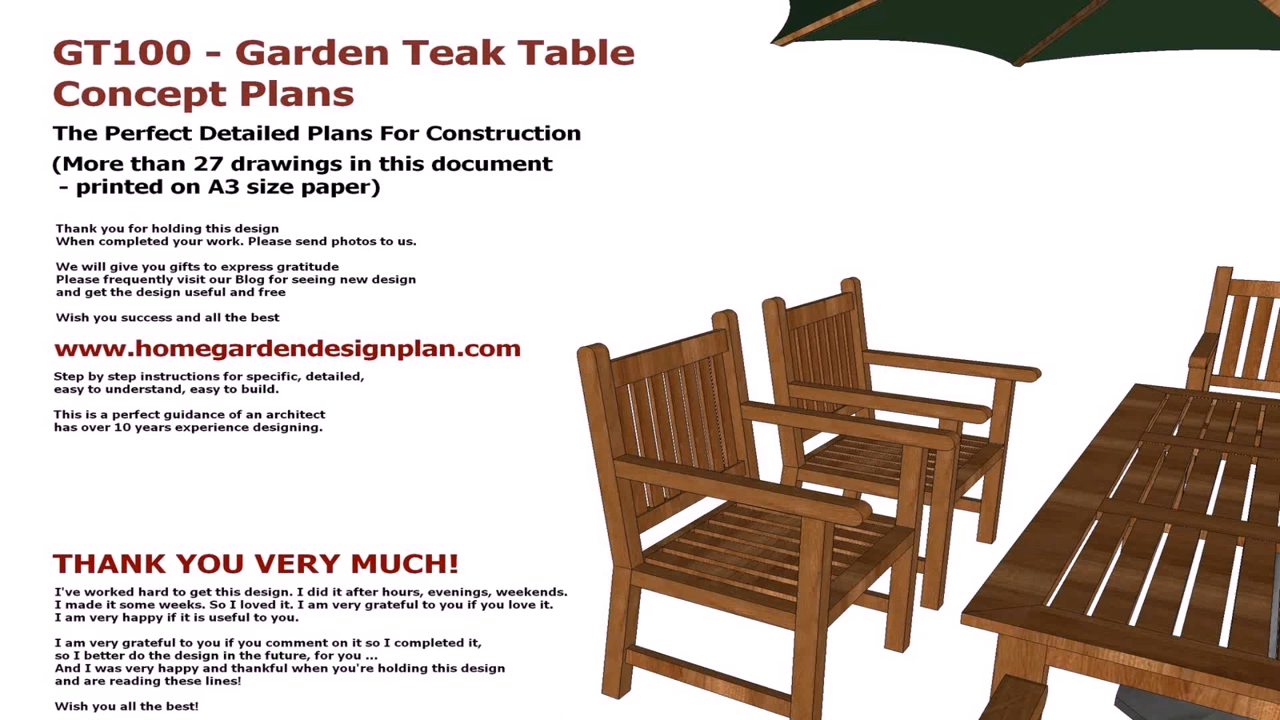 GT100 - Garden Teak Table
Concept Plans
The Perfect Detailed Plans For Construction
(More than 27 drawings in this document
- printed on A3 size paper)
Thank you for holding this design
When completed your work. Please send photos to us.
We will give you gifts to express gratitude
Please frequently visit our Blog for seeing new design
and get the design useful and free
Wish you success and all the best
www.homegardendesignplan.com
Step by step instructions for specific, detailed,
easy to understand, easy to build.
This is a perfect guidance of an architect
has over 10 years experience designing.
THANK YOU VERY MUCH!
I've worked hard to get this design. I did it after hours, evenings, weekends.
I made it some weeks. So I loved it. I am very grateful to you if you love it.
I am very happy if it is useful to you.
I am very grateful to you if you comment on it so I completed it,
so I better do the design in the future, for you ...
And I was very happy and thankful when you're holding this design
and are reading these lines!
Wish you all the best!